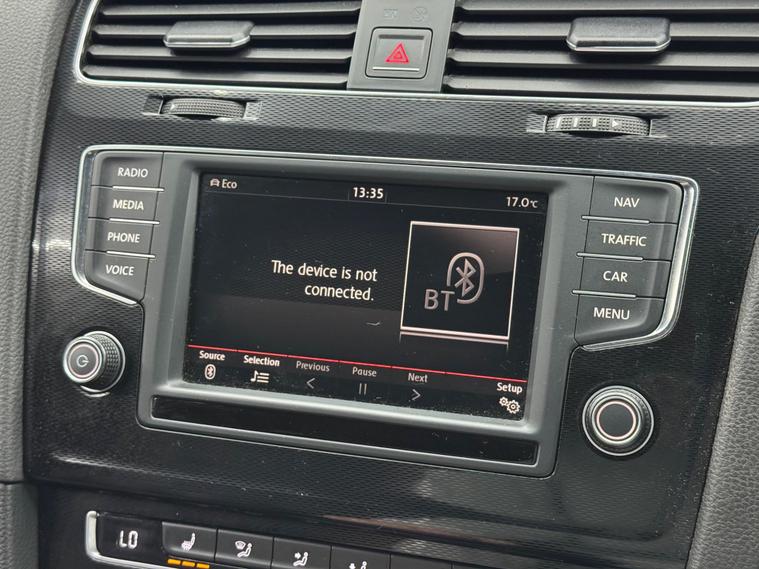 RADIO
MEDIA
PHONE
VOICE
Eco
13:35
17.0°C
The device is not
connected.
BT
Source
Selection
Previous
Pause
Next
Setup
NAV
TRAFFIC
CAR
MENU
LO